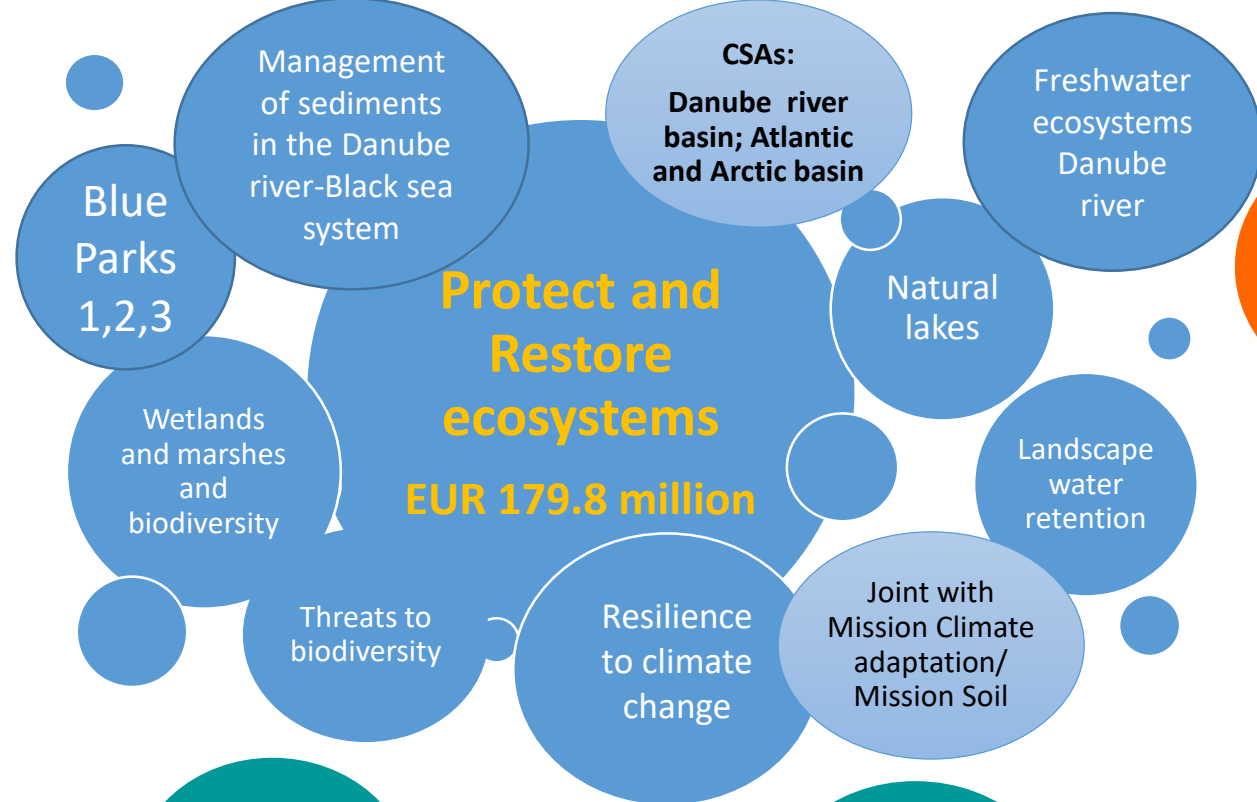 Management
of sediments
in the Danube
river-Black sea
system
CSAs:
Danube river
basin; Atlantic
and Arctic basin
Freshwater
ecosystems
Danube
river
Blue
Parks
1,2,3
Protect and
Restore
ecosystems
EUR 179.8 million
Natural
lakes
Wetlands
and marshes
and
biodiversity
Landscape
water
retention
Threats to
biodiversity
Resilience
to climate
change
Joint with
Mission Climate
adaptation/
Mission Soil